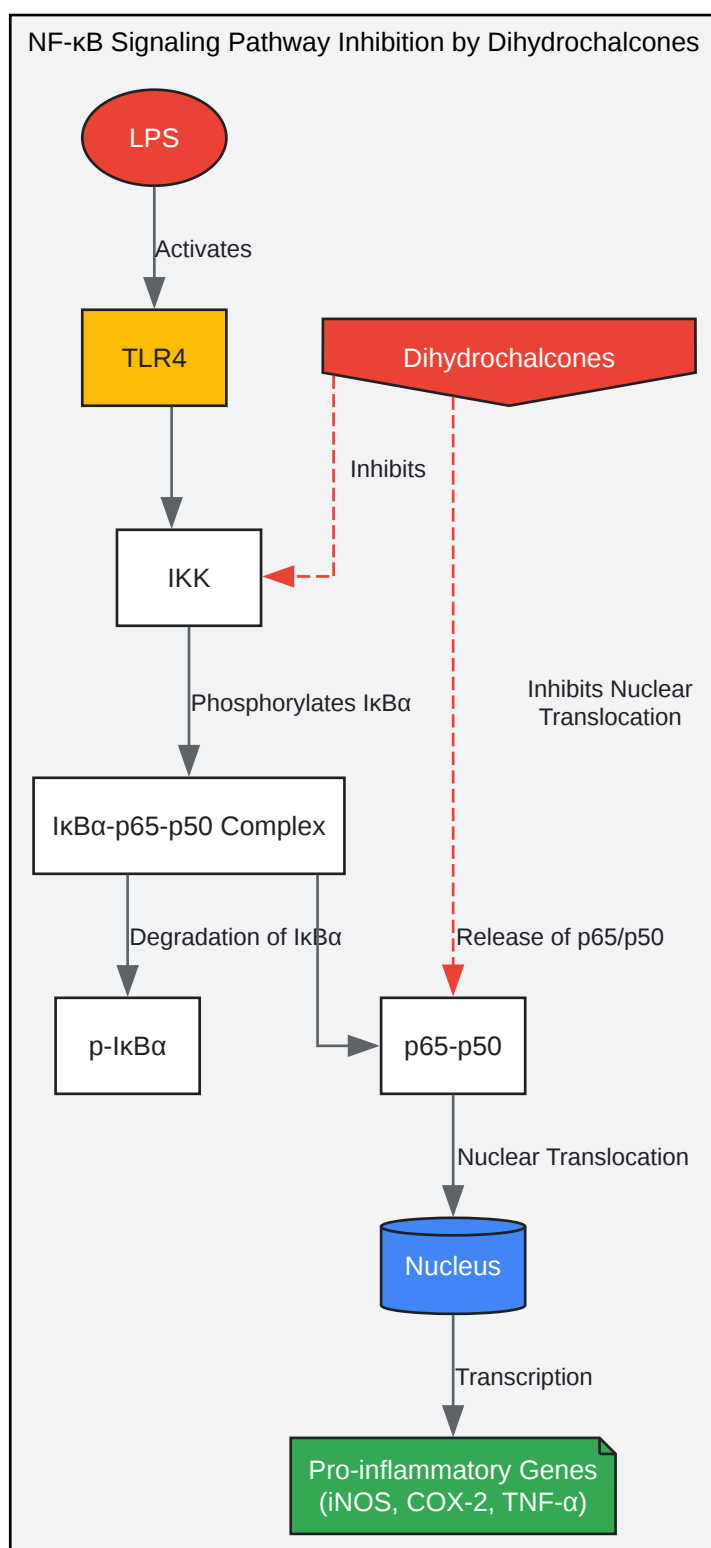 NF-κB Signaling Pathway Inhibition by Dihydrochalcones
LPS
Activates
TLR4
Dihydrochalcones
Inhibits
IKK
Phosphorylates IκBα
Inhibits Nuclear
Translocation
IκBα-p65-p50 Complex
Degradation of IκBα
Release of p65/p50
p-IκBα
p65-p50
Nuclear Translocation
Nucleus
Transcription
Pro-inflammatory Genes
(iNOS, COX-2, TNF-α)